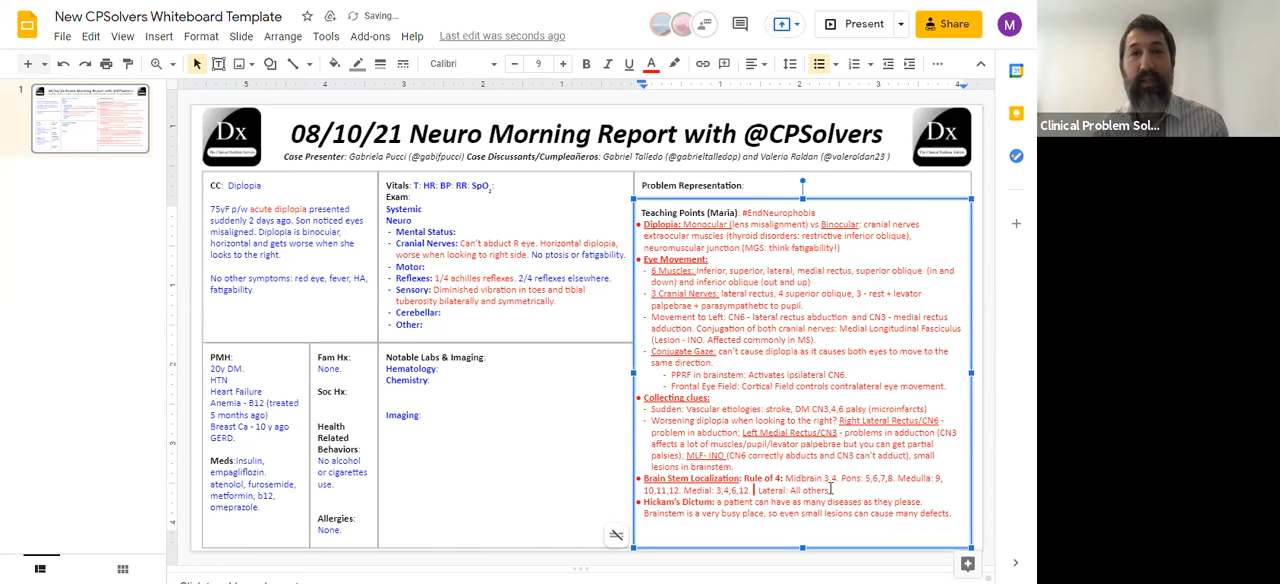 New CPSolvers Whiteboard Template
Saving...
File Edit View Insert Format Slide Arrange Tools Add-ons Help Last edit was seconds ago
Present
Share
M
Calibri
9
B I U A
1
08/10/21 Neuro Morning Report with @CPSolvers
Case Presenter: Gabriela Pucci (@gabifpucci) Case Discussants/Cumpleañeros: Gabriel Talledo (@gabrieltalledop) and Valeria Roldan (@valeroldan23 )
Dx
The Clinical Problem Solvers
Dx
The Clinical Problem Solvers
CC: Diplopia
75yF p/w acute diplopia presented
suddenly 2 days ago. Son noticed eyes
misaligned. Diplopia is binocular,
horizontal and gets worse when she
looks to the right.
No other symptoms: red eye, fever, HA,
fatigability.
Vitals: T: HR: BP: RR: SpO2:
Exam:
Systemic
Neuro
- Mental Status:
- Cranial Nerves: Can't abduct R eye. Horizontal diplopia,
worse when looking to right side. No ptosis or fatigability.
- Motor:
- Reflexes: 1/4 achilles reflexes. 2/4 reflexes elsewhere.
- Sensory: Diminished vibration in toes and tibial
tuberosity bilaterally and symmetrically.
- Cerebellar:
- Other:
PMH:
20y DM.
HTN
Heart Failure
Anemia - B12 (treated
5 months ago)
Breast Ca - 10 y ago
GERD.
Meds: insulin,
empagliflozin.
atenolol, furosemide,
metformin, b12,
omeprazole.
Fam Hx:
None.
Soc Hx:
Health
Related
Behaviors:
No alcohol
or cigarettes
use.
Allergies:
None.
Notable Labs & Imaging:
Hematology:
Chemistry:
Imaging:
Problem Representation:
Teaching Points (Maria): #EndNeurophobia
● Diplopia: Monocular (lens misalignment) vs Binocular: cranial nerves
extraocular muscles (thyroid disorders: restrictive inferior oblique),
neuromuscular junction (MGS: think fatigability!)
● Eye Movement:
- 6 Muscles: inferior, superior, lateral, medial rectus, superior oblique (in and
down) and inferior oblique (out and up)
- 3 Cranial Nerves: lateral rectus, 4 superior oblique, 3 - rest + levator
palpebrae + parasympathetic to pupil.
- Movement to Left: CN6 - lateral rectus abduction and CN3 - medial rectus
adduction. Conjugation of both cranial nerves: Medial Longitudinal Fasciculus
(Lesion - INO. Affected commonly in MS).
- Conjugate Gaze: can't cause diplopia as it causes both eyes to move to the
same direction.
- PPRF in brainstem: Activates ipsilateral CN6.
- Frontal Eye Field: Cortical Field controls contralateral eye movement.
● Collecting clues:
- Sudden: Vascular etiologies: stroke, DM CN3,4,6 palsy (microinfarcts)
- Worsening diplopia when looking to the right? Right Lateral Rectus/CN6 -
problem in abduction; Left Medial Rectus/CN3 - problems in adduction (CN3
affects a lot of muscles/pupil/levator palpebrae but you can get partial
palsies); MLF- INO (CN6 correctly abducts and CN3 can't adduct), small
lesions in brainstem.
● Brain Stem Localization: Rule of 4: Midbrain 3,4. Pons: 5,6,7,8. Medulla: 9,
10,11,12. Medial: 3,4,6,12. Lateral: All others.
● Hickam's Dictum: a patient can have as many diseases as they please.
Brainstem is a very busy place, so even small lesions can cause many defects.
Clinical Problem Sol...